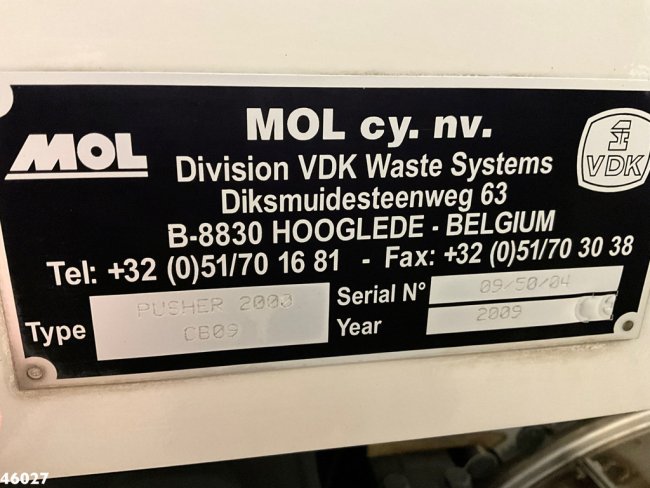 MOL
MOL cy. nv.
VDK
Division VDK Waste Systems
Diksmuidesteenweg 63
B-8830 HOOGLEDE - BELGIUM
Tel: +32 (0)51/70 16 81 - Fax: +32 (0)51/70 30 38
Type PUSHER 2000
CB09
Serial N° 09/50/04
Year 2009
46027